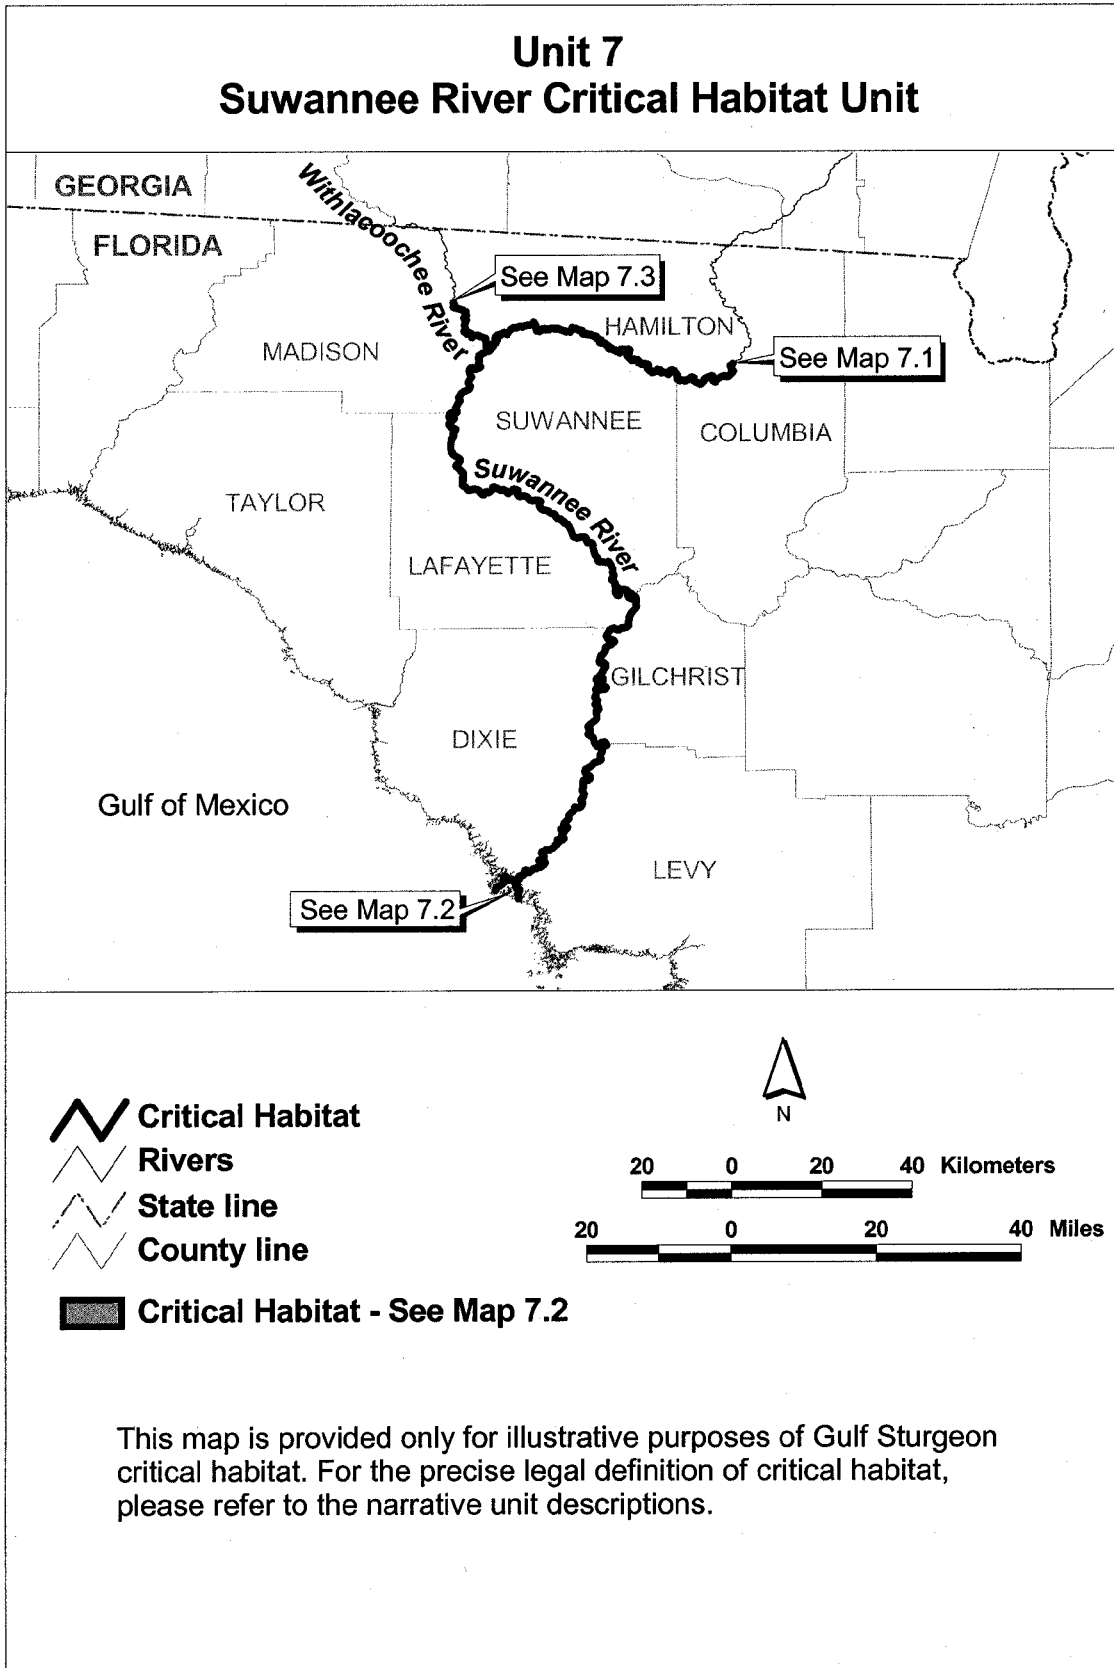 Unit 7
Suwannee River Critical Habitat Unit
GEORGIA
FLORIDA
Withlacoochee River
See Map 7.3
HAMILTON
MADISON
See Map 7.1
SUWANNEE
COLUMBIA
Suwannee River
TAYLOR
LAFAYETTE
GILCHRIST
DIXIE
Gulf of Mexico
LEVY
See Map 7.2
N
Critical Habitat
Rivers
State line
County line
Critical Habitat - See Map 7.2
20 0 20 40 Kilometers
20 0 20 40 Miles
This map is provided only for illustrative purposes of Gulf Sturgeon
critical habitat. For the precise legal definition of critical habitat,
please refer to the narrative unit descriptions.